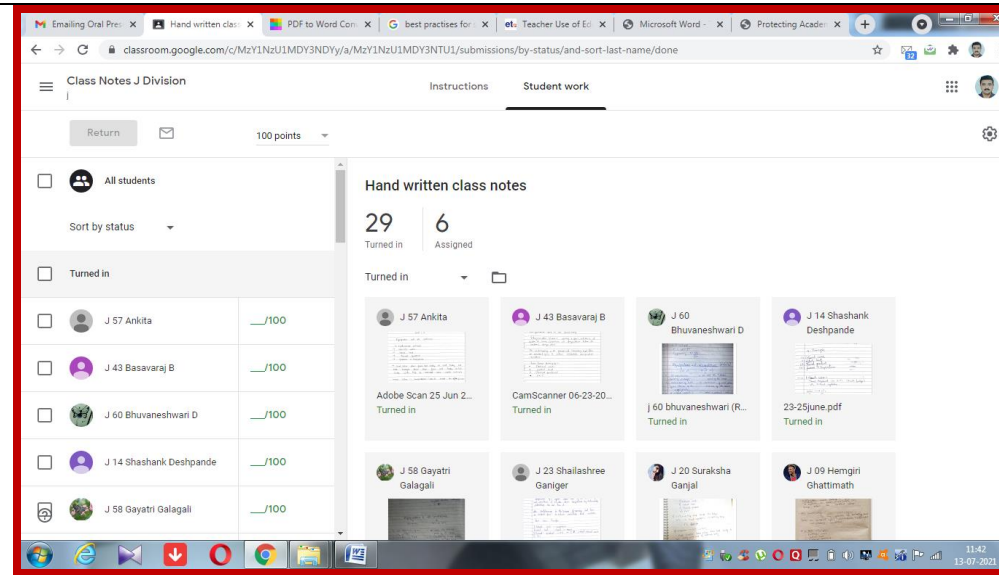 Emailing Oral Pres
Hand written clas
PDF to Word Con
best practises for
Teacher Use of Ed
Microsoft Word -
Protecting Academ
classroom.google.com/c/MzY1NzU1MDY3NDYy/a/MzY1NzU1MDY3NTU1/submissions/by-status/and-sort-last-name/done
32
Class Notes J Division
j
Instructions
Student work
Return
100 points
All students
Sort by status
Turned in
J 57 Ankita
__/100
J 43 Basavaraj B
__/100
J 60 Bhuvaneshwari D
__/100
J 14 Shashank Deshpande
__/100
J 58 Gayatri Galagali
__/100
Hand written class notes
29
Turned in
6
Assigned
Turned in
J 57 Ankita
Adobe Scan 25 Jun 2...
Turned in
J 43 Basavaraj B
CamScanner 06-23-20...
Turned in
J 60
Bhuvaneshwari D
j 60 bhuvaneshwari (R...
Turned in
J 14 Shashank
Deshpande
23-25june.pdf
Turned in
J 58 Gayatri
Galagali
J 23 Shailashree
Ganiger
J 20 Suraksha
Ganjal
J 09 Hemgiri
Ghattimath
11:42
13-07-2021